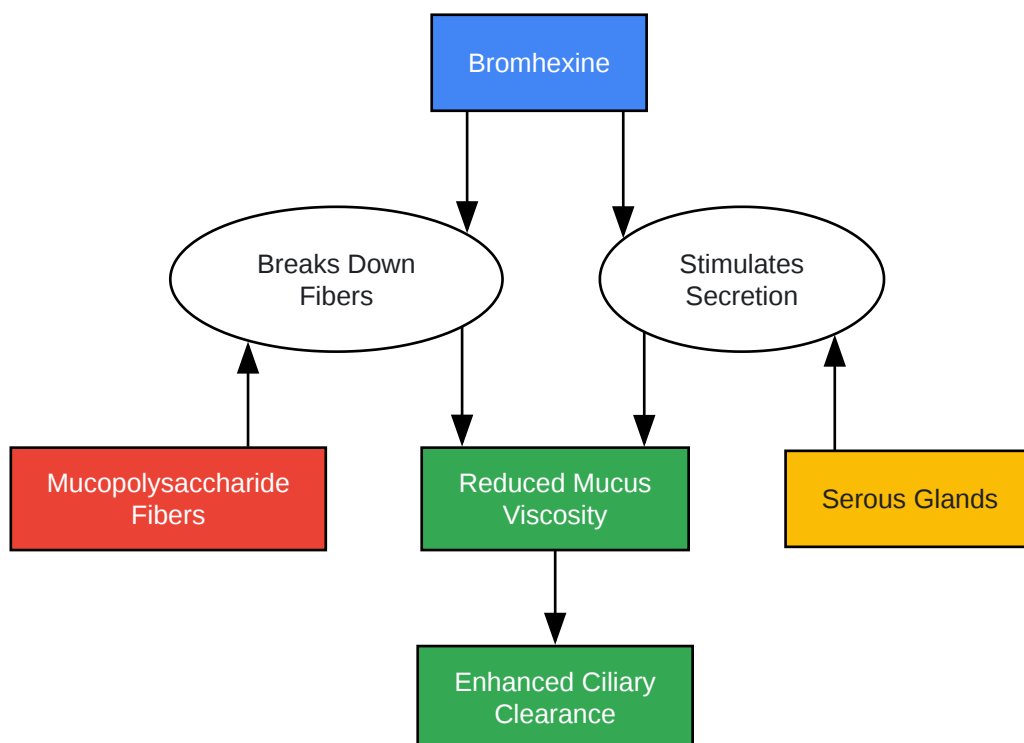 Bromhexine
Breaks Down
Fibers
Stimulates
Secretion
Mucopolysaccharide
Fibers
Reduced Mucus
Viscosity
Serous Glands
Enhanced Ciliary
Clearance